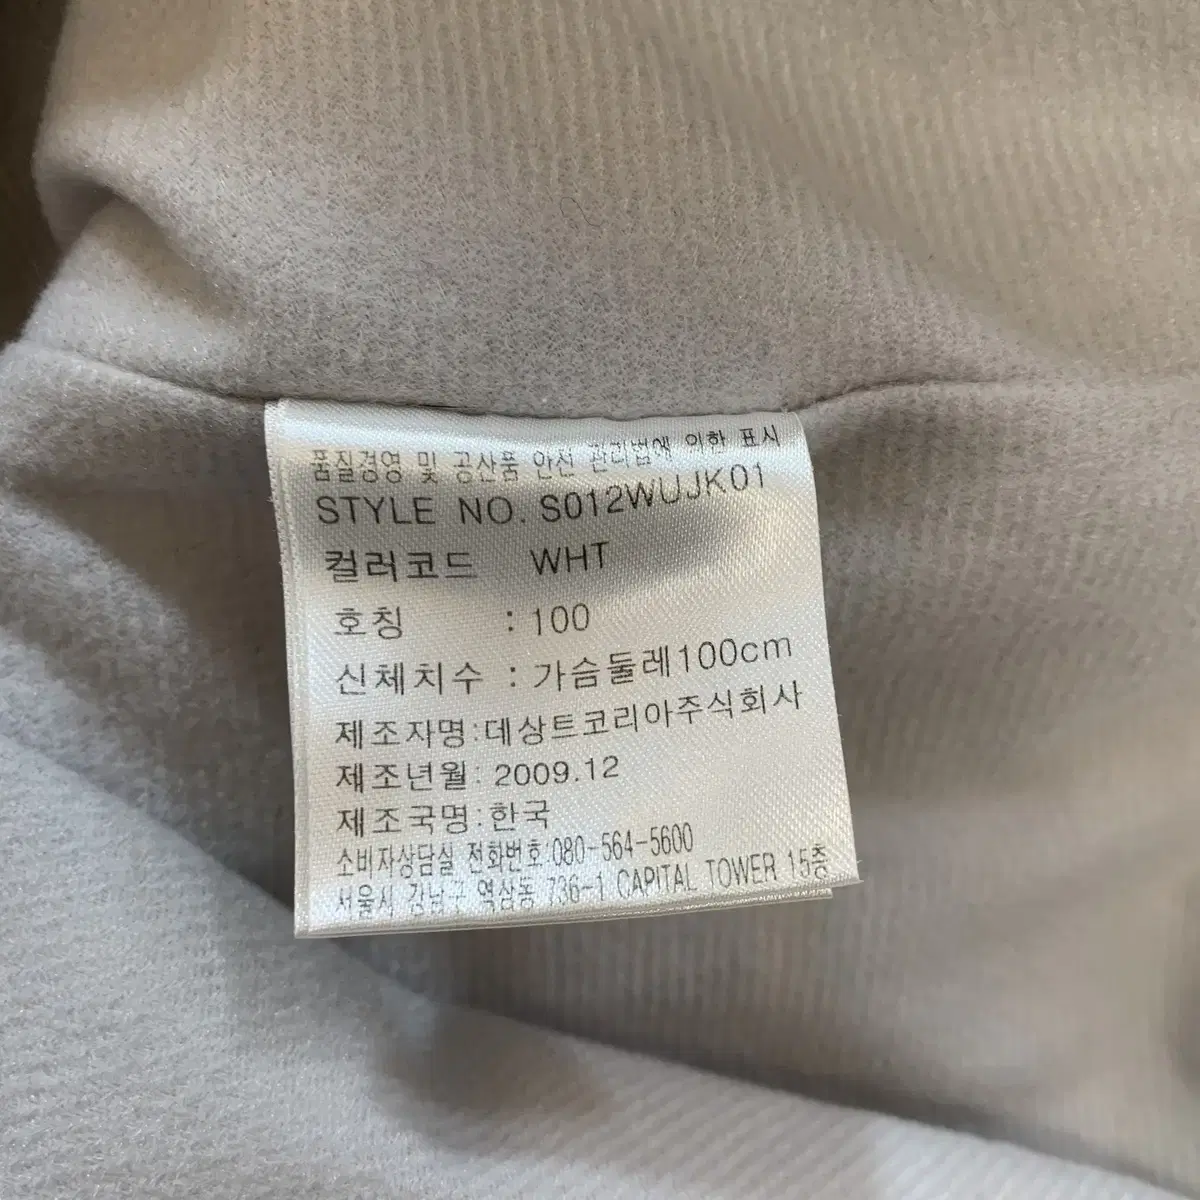 품질경영 및 공산품 안전 관리법에 의한 표시
STYLE NO. S012WUJK01
컬러코드 WHT
호칭 : 100
신체치수 : 가슴둘레100cm
제조자명:데상트코리아주식회사
제조년월: 2009.12
제조국명:한국
소비자상담실 전화번호:080-564-5600
서울시 강남구 역삼동 736-1 CAPITAL TOWER 15층